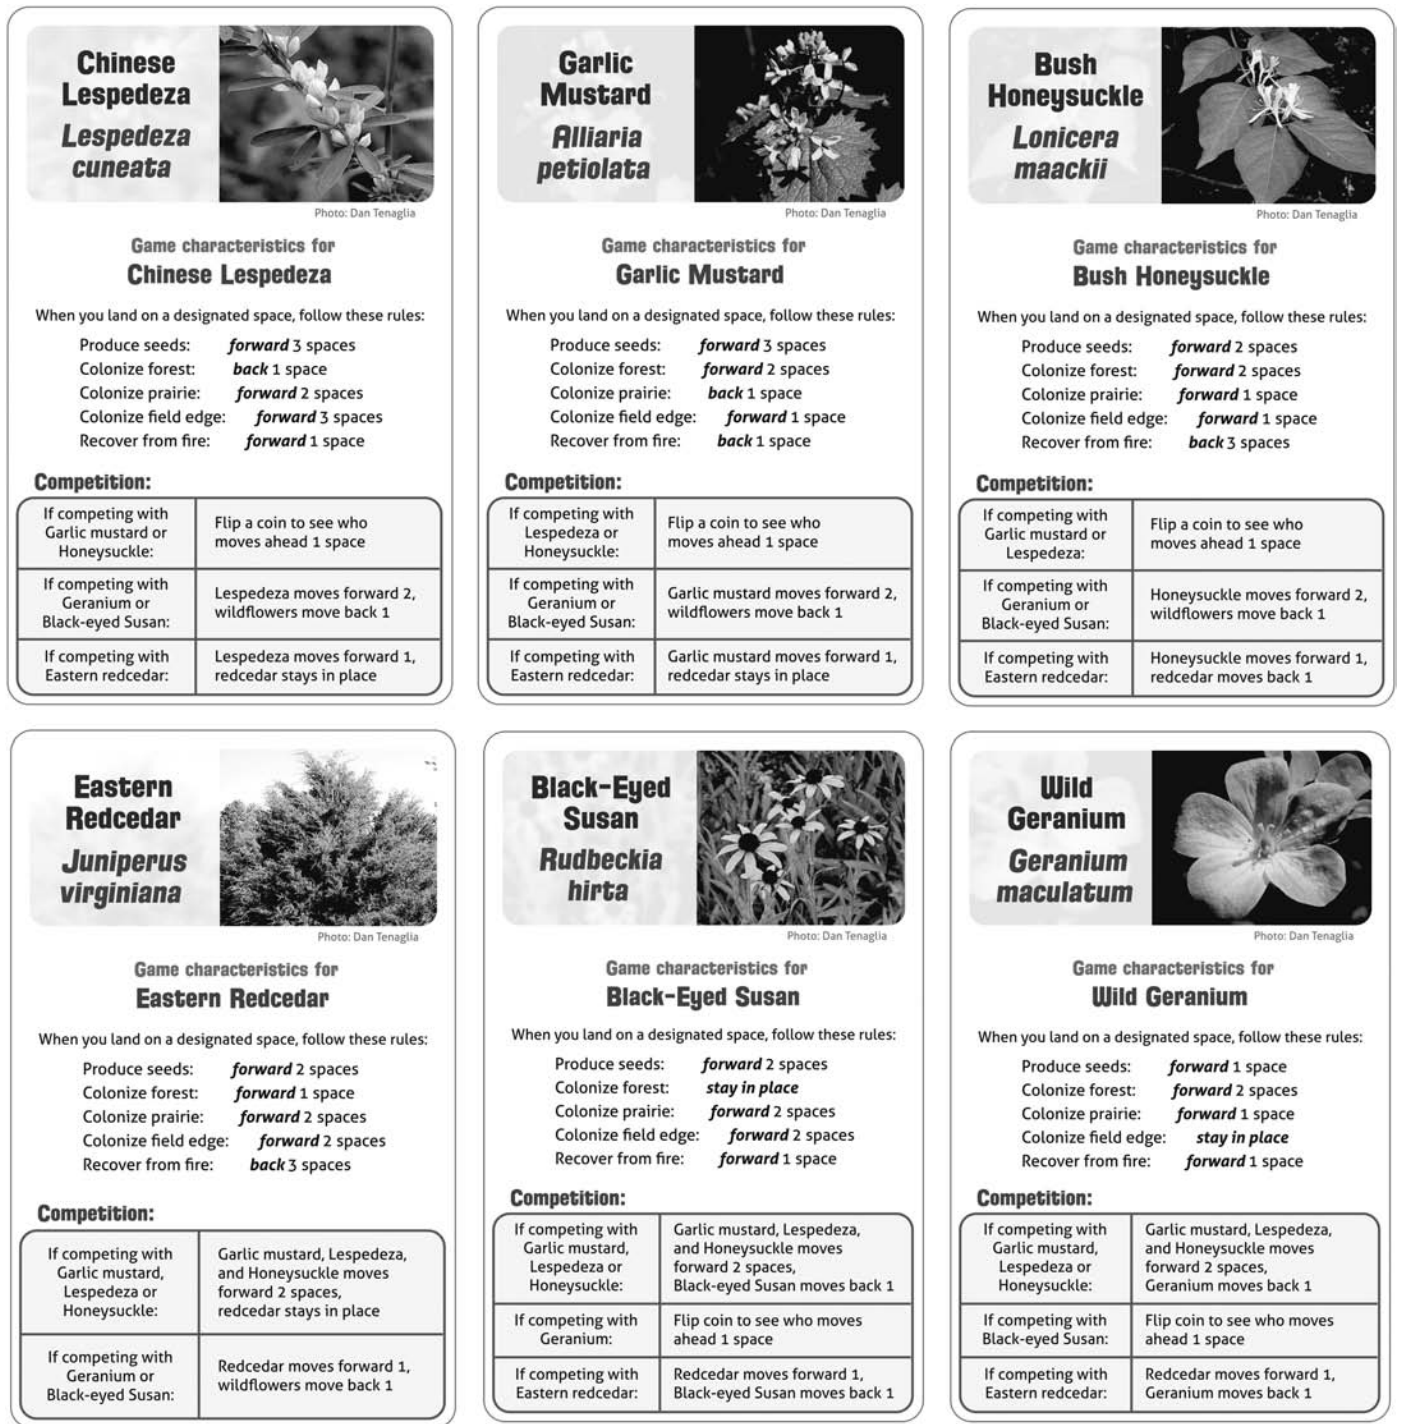 Chinese
Lespedeza
Lespedeza
cuneata
Photo: Dan Tenaglia
Game characteristics for
Chinese Lespedeza
When you land on a designated space, follow these rules:
Produce seeds: forward 3 spaces
Colonize forest: back 1 space
Colonize prairie: forward 2 spaces
Colonize field edge: forward 3 spaces
Recover from fire: forward 1 space
Competition:
If competing with
Garlic mustard or
Honeysuckle:
Flip a coin to see who
moves ahead 1 space
If competing with
Geranium or
Black-eyed Susan:
Lespedeza moves forward 2,
wildflowers move back 1
If competing with
Eastern redcedar:
Lespedeza moves forward 1,
redcedar stays in place
Garlic
Mustard
Alliaria
petiolata
Photo: Dan Tenaglia
Game characteristics for
Garlic Mustard
When you land on a designated space, follow these rules:
Produce seeds: forward 3 spaces
Colonize forest: forward 2 spaces
Colonize prairie: back 1 space
Colonize field edge: forward 1 space
Recover from fire: back 1 space
Competition:
If competing with
Lespedeza or
Honeysuckle:
Flip a coin to see who
moves ahead 1 space
If competing with
Geranium or
Black-eyed Susan:
Garlic mustard moves forward 2,
wildflowers move back 1
If competing with
Eastern redcedar:
Garlic mustard moves forward 1,
redcedar stays in place
Bush
Honeysuckle
Lonicera
maackii
Photo: Dan Tenaglia
Game characteristics for
Bush Honeysuckle
When you land on a designated space, follow these rules:
Produce seeds: forward 2 spaces
Colonize forest: forward 2 spaces
Colonize prairie: forward 1 space
Colonize field edge: forward 1 space
Recover from fire: back 3 spaces
Competition:
If competing with
Garlic mustard or
Lespedeza:
Flip a coin to see who
moves ahead 1 space
If competing with
Geranium or
Black-eyed Susan:
Honeysuckle moves forward 2,
wildflowers move back 1
If competing with
Eastern redcedar:
Honeysuckle moves forward 1,
redcedar moves back 1
Eastern
Redcedar
Juniperus
virginiana
Photo: Dan Tenaglia
Game characteristics for
Eastern Redcedar
When you land on a designated space, follow these rules:
Produce seeds: forward 2 spaces
Colonize forest: forward 1 space
Colonize prairie: forward 2 spaces
Colonize field edge: forward 2 spaces
Recover from fire: back 3 spaces
Competition:
If competing with
Garlic mustard,
Lespedeza or
Honeysuckle:
Garlic mustard, Lespedeza,
and Honeysuckle moves
forward 2 spaces,
redcedar stays in place
If competing with
Geranium or
Black-eyed Susan:
Redcedar moves forward 1,
wildflowers move back 1
Black-Eyed
Susan
Rudbeckia
hirta
Photo: Dan Tenaglia
Game characteristics for
Black-Eyed Susan
When you land on a designated space, follow these rules:
Produce seeds: forward 2 spaces
Colonize forest: stay in place
Colonize prairie: forward 2 spaces
Colonize field edge: forward 2 spaces
Recover from fire: forward 1 space
Competition:
If competing with
Garlic mustard,
Lespedeza or
Honeysuckle:
Garlic mustard, Lespedeza,
and Honeysuckle moves
forward 2 spaces,
Black-eyed Susan moves back 1
If competing with
Geranium:
Flip coin to see who moves
ahead 1 space
If competing with
Eastern redcedar:
Redcedar moves forward 1,
Black-eyed Susan moves back 1
Wild
Geranium
Geranium
maculatum
Photo: Dan Tenaglia
Game characteristics for
Wild Geranium
When you land on a designated space, follow these rules:
Produce seeds: forward 1 space
Colonize forest: forward 2 spaces
Colonize prairie: forward 1 space
Colonize field edge: stay in place
Recover from fire: forward 1 space
Competition:
If competing with
Garlic mustard,
Lespedeza or
Honeysuckle:
Garlic mustard, Lespedeza,
and Honeysuckle moves
forward 2 spaces,
Geranium moves back 1
If competing with
Black-eyed Susan:
Flip coin to see who moves
ahead 1 space
If competing with
Eastern redcedar:
Redcedar moves forward 1,
Geranium moves back 1